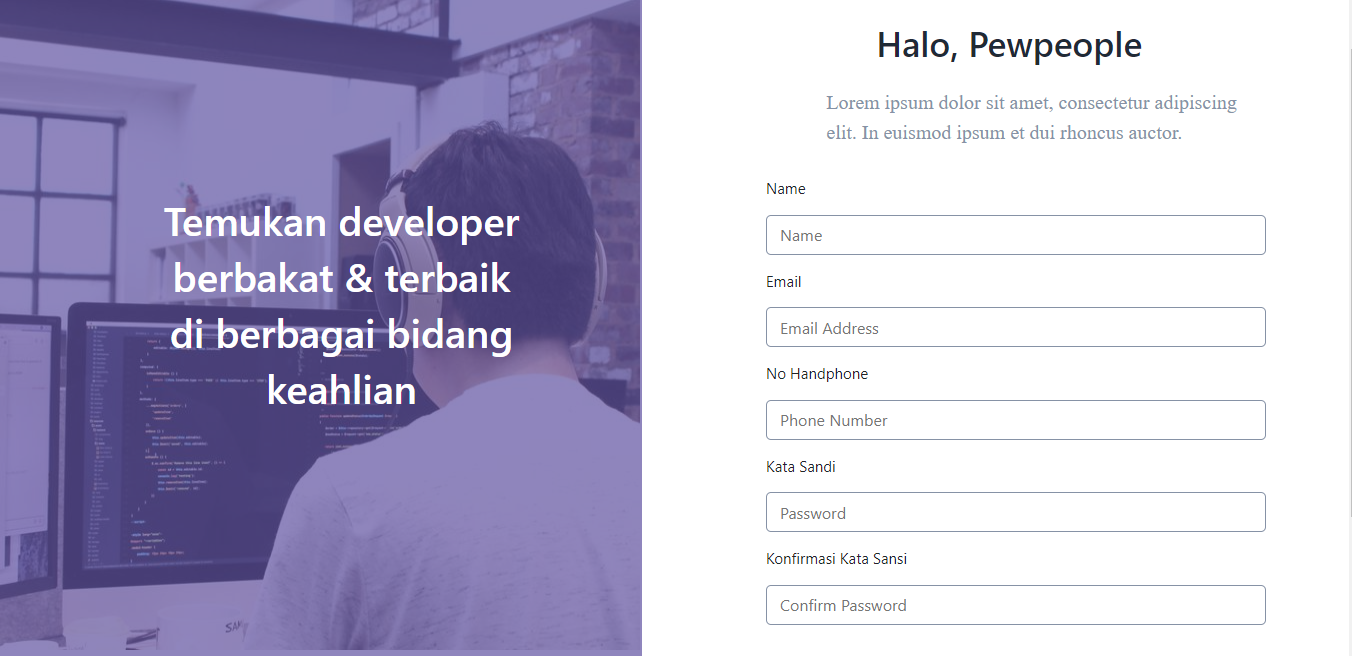 Temukan developer
berbakat & terbaik
di berbagai bidang
keahlian
Halo, Pewpeople
Lorem ipsum dolor sit amet, consectetur adipiscing
elit. In euismod ipsum et dui rhoncus auctor.
Name
Name
Email
Email Address
No Handphone
Phone Number
Kata Sandi
Password
Konfirmasi Kata Sansi
Confirm Password